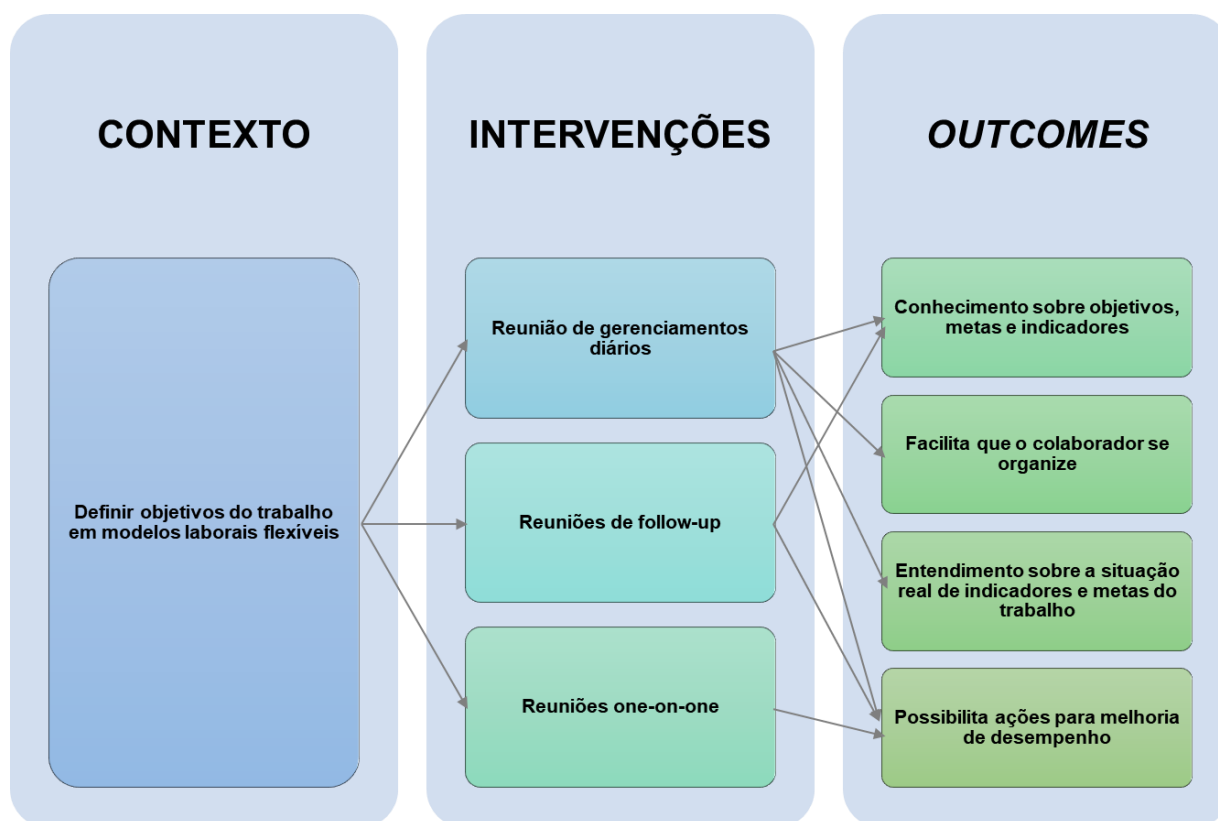 CONTEXTO
INTERVENÇÕES
OUTCOMES
Definir objetivos do trabalho
em modelos laborais flexíveis
Reunião de gerenciamentos
diários
Reuniões de follow-up
Reuniões one-on-one
Conhecimento sobre objetivos,
metas e indicadores
Facilita que o colaborador se
organize
Entendimento sobre a situação
real de indicadores e metas do
trabalho
Possibilita ações para melhoria
de desempenho